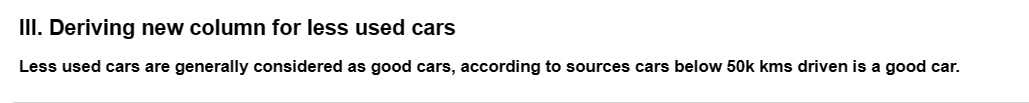 III. Deriving new column for less used cars
Less used cars are generally considered as good cars, according to sources cars below 50k kms driven is a good car.